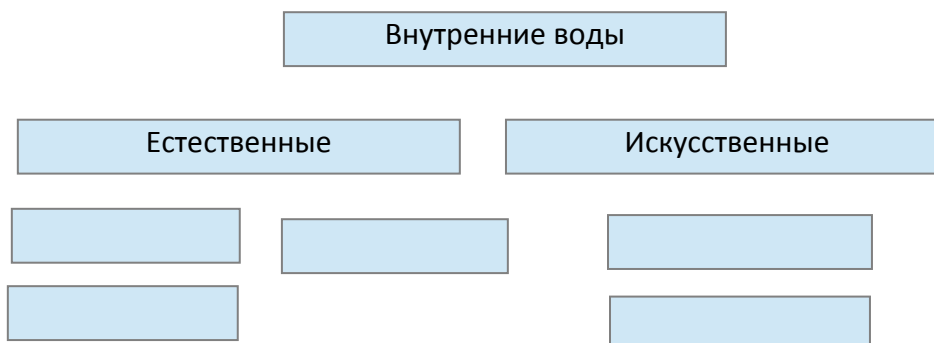 Внутренние воды
Естественные
Искусственные